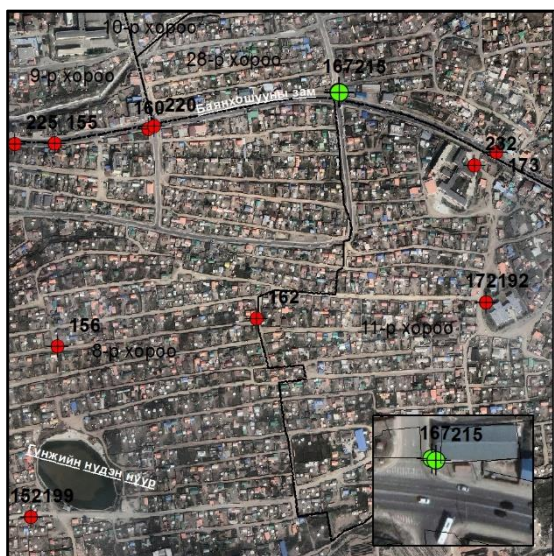 10-р хороо
28-р хороо
9-р хороо
167215
Баянхошууны зам
160220
225 155
232
173
172192
162
11-р хороо
156
8-р хороо
167215
Гүнжийн нүдэн нуур
152199